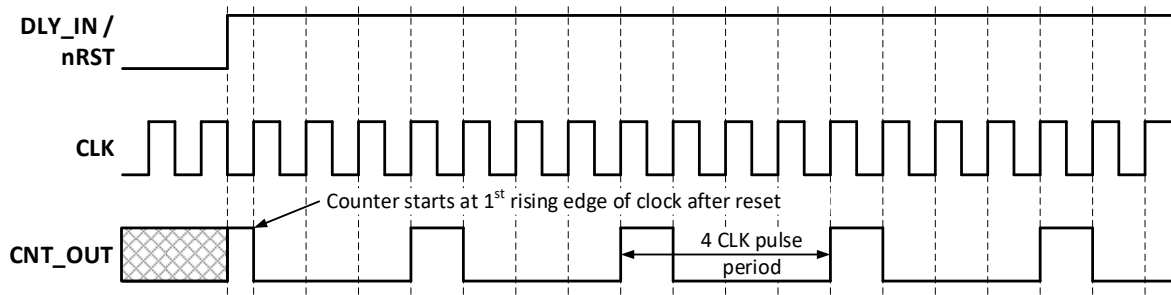 DLY_IN /
nRST
CLK
Counter starts at 1st rising edge of clock after reset
CNT_OUT
4 CLK pulse
period